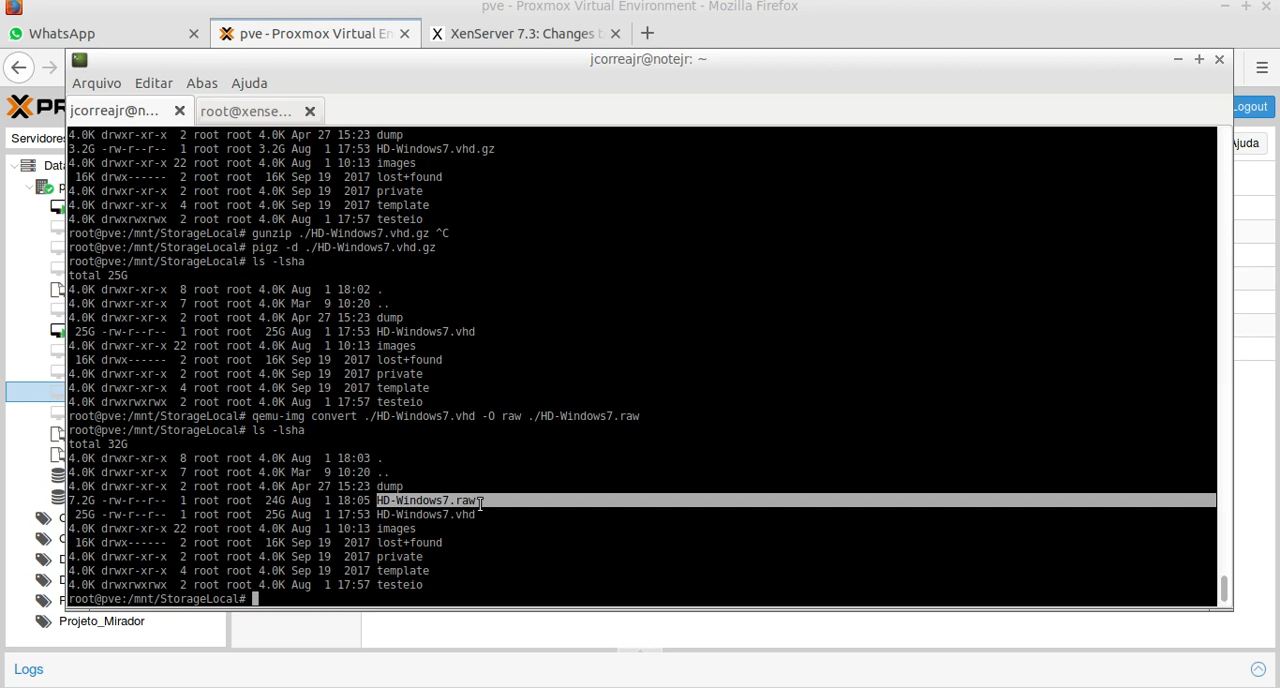 pve - Proxmox Virtual Environment - Mozilla Firefox
WhatsApp
pve - Proxmox Virtual En
XenServer 7.3: Changes t
jcorreajr@notejr: ~
Arquivo Editar Abas Ajuda
PR
Logout
jcorreajr@n...
root@xense...
Servidores
Ajuda
Data
p
4.0K drwxr-xr-x  2 root root 4.0K Apr 27 15:23 dump
3.2G -rw-r--r--  1 root root 3.2G Aug  1 17:53 HD-Windows7.vhd.gz
4.0K drwxr-xr-x 22 root root 4.0K Aug  1 10:13 images
 16K drwx------  2 root root  16K Sep 19  2017 lost+found
4.0K drwxr-xr-x  2 root root 4.0K Sep 19  2017 private
4.0K drwxr-xr-x  4 root root 4.0K Sep 19  2017 template
4.0K drwxrwxrwx  2 root root 4.0K Aug  1 17:57 testeio
root@pve:/mnt/StorageLocal# gunzip ./HD-Windows7.vhd.gz ^C
root@pve:/mnt/StorageLocal# pigz -d ./HD-Windows7.vhd.gz
root@pve:/mnt/StorageLocal# ls -lsha
total 25G
4.0K drwxr-xr-x  8 root root 4.0K Aug  1 18:02 .
4.0K drwxr-xr-x  7 root root 4.0K Mar  9 10:20 ..
4.0K drwxr-xr-x  2 root root 4.0K Apr 27 15:23 dump
 25G -rw-r--r--  1 root root  25G Aug  1 17:53 HD-Windows7.vhd
4.0K drwxr-xr-x 22 root root 4.0K Aug  1 10:13 images
 16K drwx------  2 root root  16K Sep 19  2017 lost+found
4.0K drwxr-xr-x  2 root root 4.0K Sep 19  2017 private
4.0K drwxr-xr-x  4 root root 4.0K Sep 19  2017 template
4.0K drwxrwxrwx  2 root root 4.0K Aug  1 17:57 testeio
root@pve:/mnt/StorageLocal# qemu-img convert ./HD-Windows7.vhd -O raw ./HD-Windows7.raw
root@pve:/mnt/StorageLocal# ls -lsha
total 32G
4.0K drwxr-xr-x  8 root root 4.0K Aug  1 18:03 .
4.0K drwxr-xr-x  7 root root 4.0K Mar  9 10:20 ..
4.0K drwxr-xr-x  2 root root 4.0K Apr 27 15:23 dump
7.2G -rw-r--r--  1 root root  24G Aug  1 18:05 HD-Windows7.raw
 25G -rw-r--r--  1 root root  25G Aug  1 17:53 HD-Windows7.vhd
4.0K drwxr-xr-x 22 root root 4.0K Aug  1 10:13 images
 16K drwx------  2 root root  16K Sep 19  2017 lost+found
4.0K drwxr-xr-x  2 root root 4.0K Sep 19  2017 private
4.0K drwxr-xr-x  4 root root 4.0K Sep 19  2017 template
4.0K drwxrwxrwx  2 root root 4.0K Aug  1 17:57 testeio
root@pve:/mnt/StorageLocal#
Projeto_Mirador
Logs